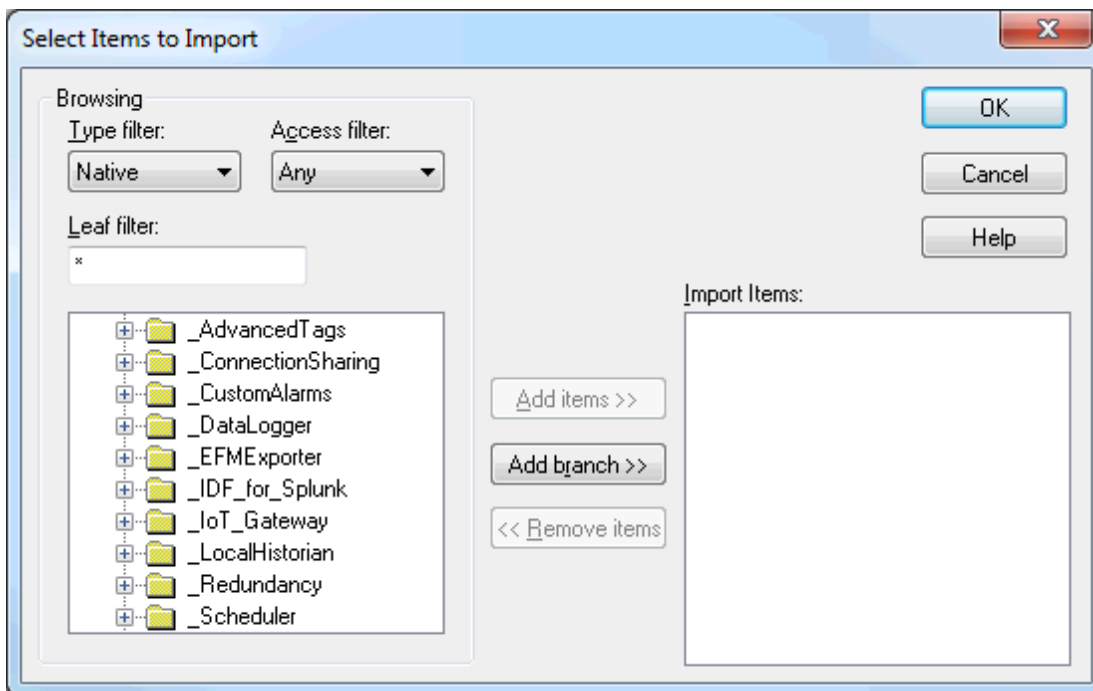 Select Items to Import
Browsing
Type filter:
Access filter:
Native
Any
Leaf filter:
*
_AdvancedTags
_ConnectionSharing
_CustomAlarms
_DataLogger
_EFMExporter
_IDF_for_Splunk
_IoT_Gateway
_LocalHistorian
_Redundancy
_Scheduler
Add items >>
Add branch >>
<< Remove items
OK
Cancel
Help
Import Items: